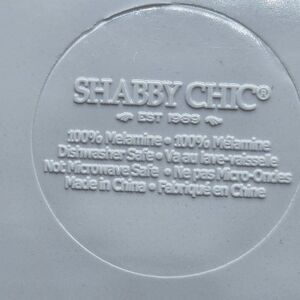 SHABBY CHIC®
EST 1989
100% Melamine • 100% Mélamine
Dishwasher Safe • Va au lave-vaisselle
Not Microwave Safe • Ne pas Micro-Ondes
Made in China • Fabriqué en Chine